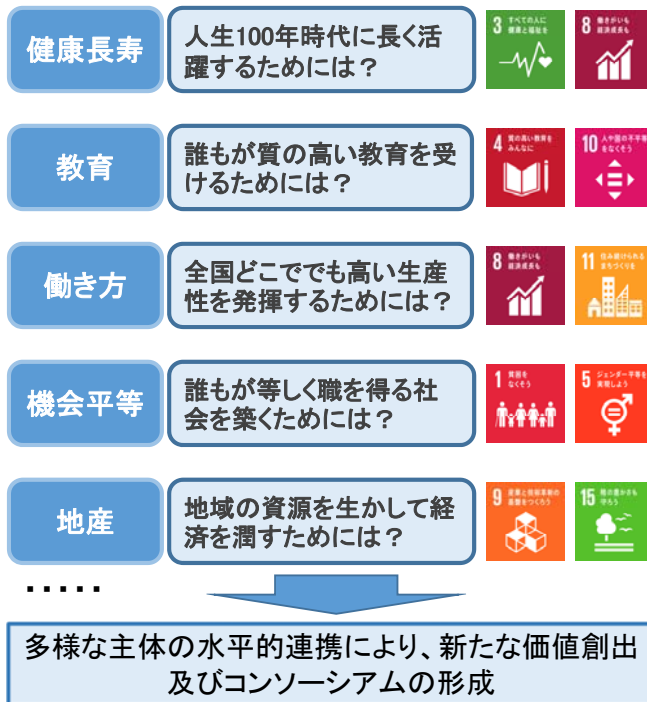 健康長寿
人生100年時代に長く活
躍するためには？
3 すべての人に
健康と福祉を
8 働きがいも
経済成長も
教育
誰もが質の高い教育を受
けるためには？
4 質の高い教育を
みんなに
10 人や国の不平等
をなくそう
働き方
全国どこででも高い生産
性を発揮するためには？
8 働きがいも
経済成長も
11 住み続けられる
まちづくりを
機会平等
誰もが等しく職を得る社
会を築くためには？
1 貧困を
なくそう
5 ジェンダー平等を
実現しよう
地産
地域の資源を生かして経
済を潤すためには？
9 産業と技術革新の
基盤をつくろう
15 陸の豊かさも
守ろう
・・・・・
多様な主体の水平的連携により、新たな価値創出
及びコンソーシアムの形成